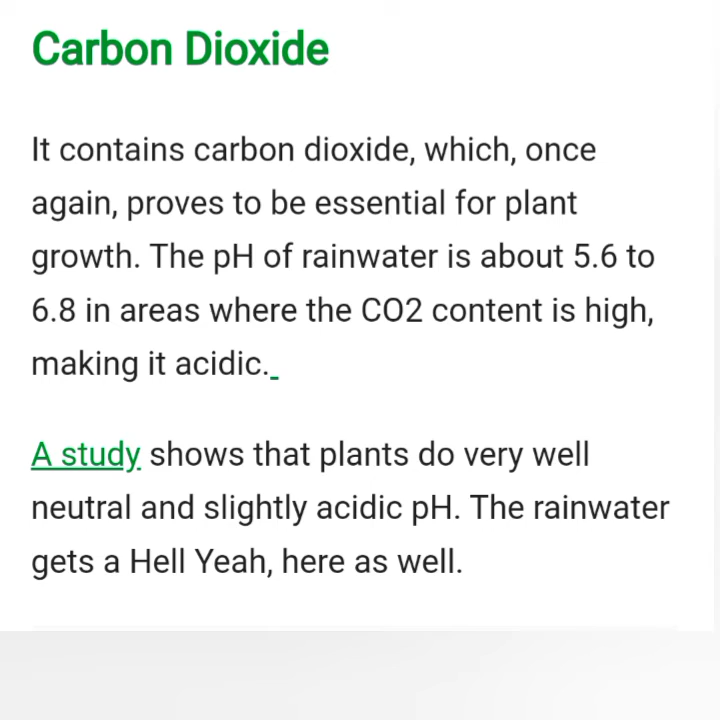 Carbon Dioxide
It contains carbon dioxide, which, once
again, proves to be essential for plant
growth. The pH of rainwater is about 5.6 to
6.8 in areas where the CO2 content is high,
making it acidic.
A study shows that plants do very well
neutral and slightly acidic pH. The rainwater
gets a Hell Yeah, here as well.